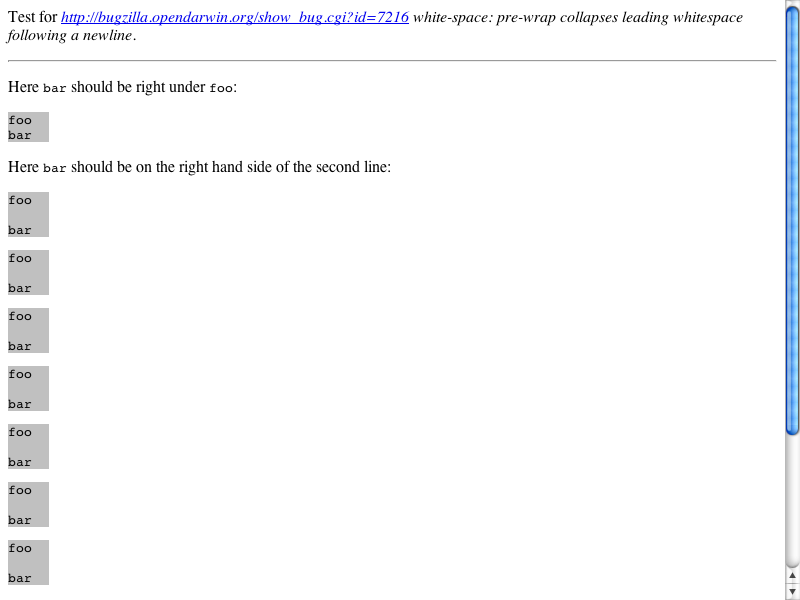 Test for http://bugzilla.opendarwin.org/show_bug.cgi?id=7216 white-space: pre-wrap collapses leading whitespace
following a newline.
Here bar should be right under foo:
foo
bar
Here bar should be on the right hand side of the second line:
foo
bar
foo
bar
foo
bar
foo
bar
foo
bar
foo
bar
foo
bar